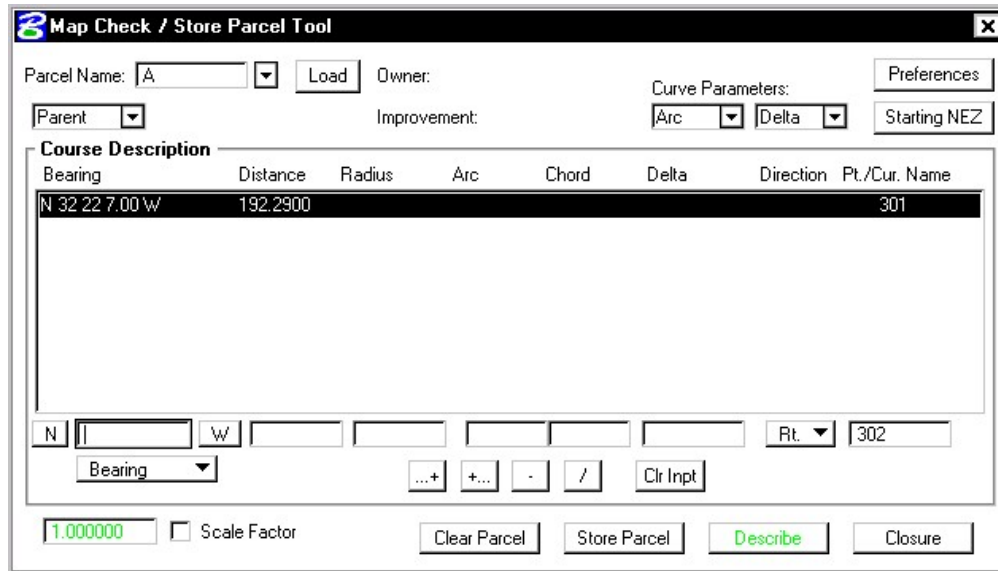 Map Check / Store Parcel Tool
Parcel Name: A Load Owner: Preferences
Curve Parameters:
Parent Improvement: Arc Delta Starting NEZ
Course Description
Bearing Distance Radius Arc Chord Delta Direction Pt./Cur. Name
N 32 22 7.00 W 192.2900 301
N W Rt. 302
Bearing ...+ +... - / Clr Inpt
1.000000 Scale Factor Clear Parcel Store Parcel Describe Closure